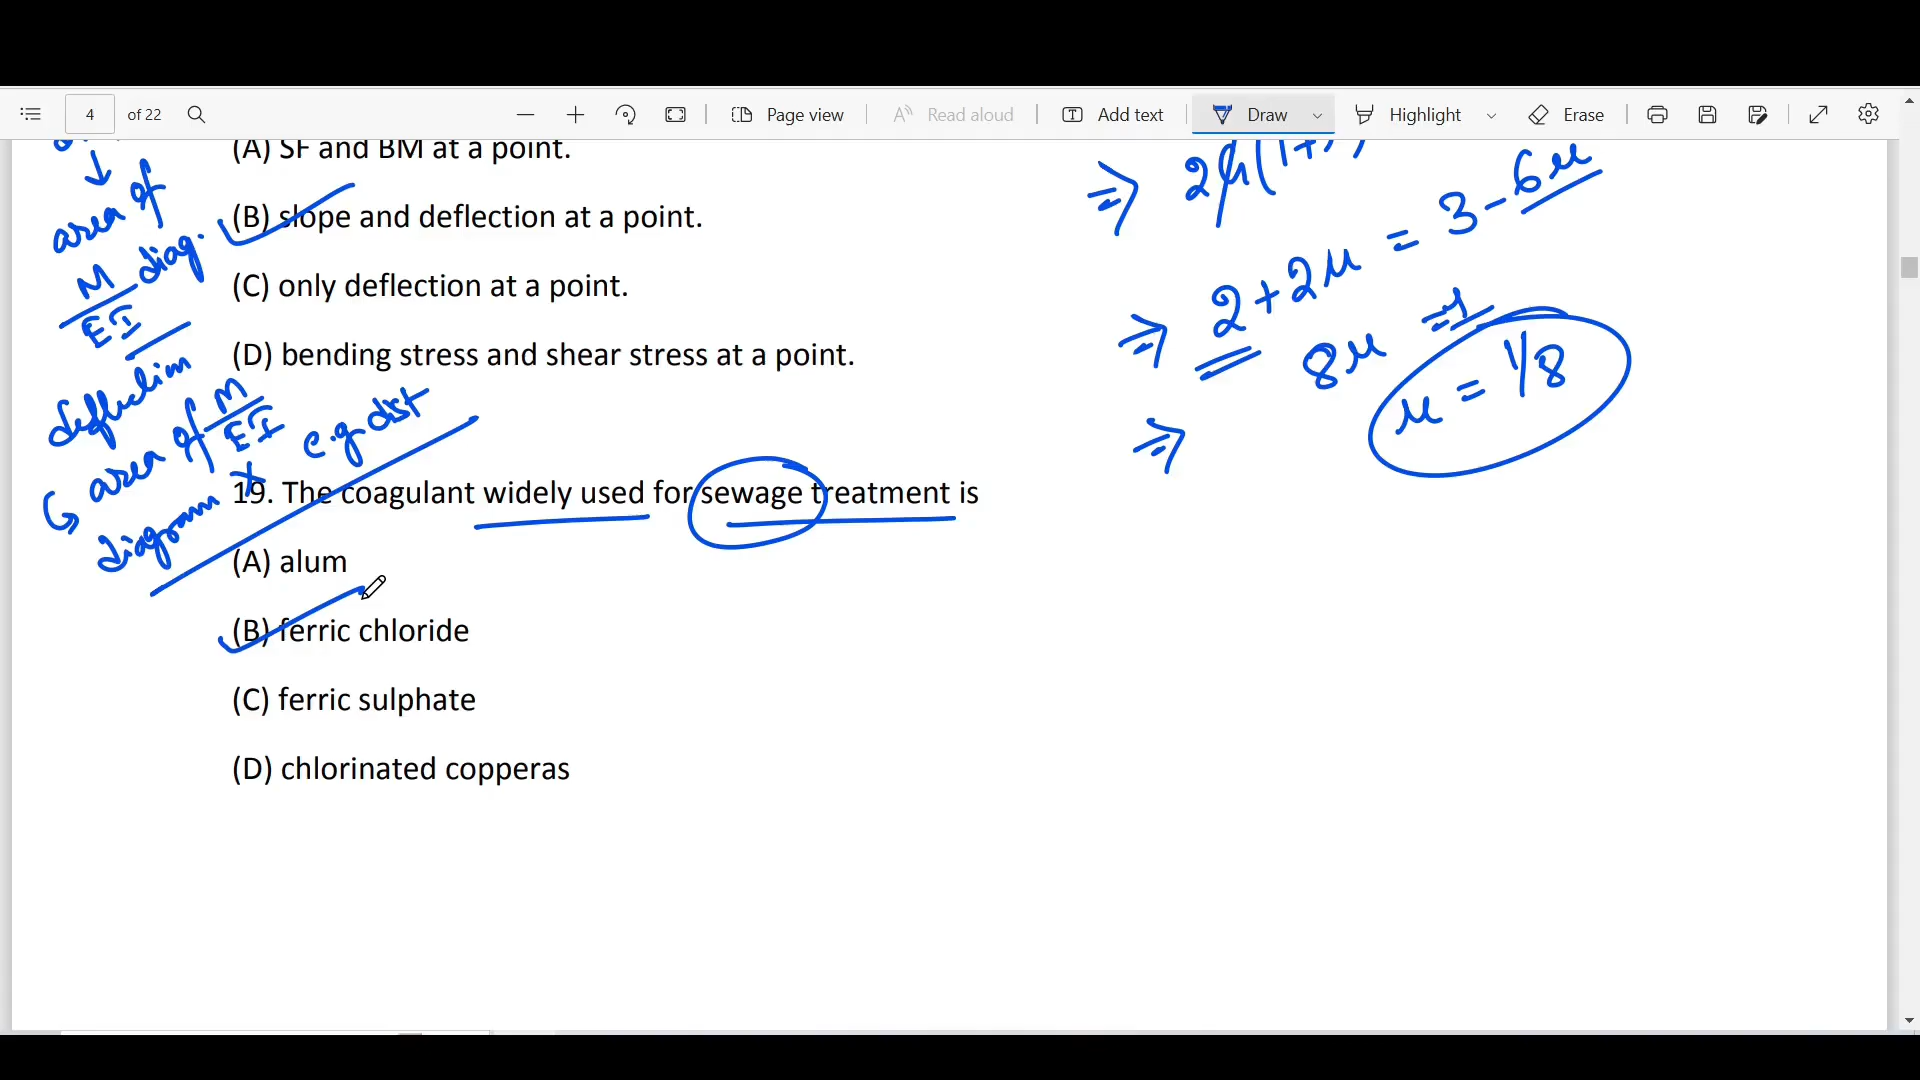 4 of 22 Page view Read aloud Add text Draw Highlight Erase
(A) SF and BM at a point.
(B) slope and deflection at a point.
(C) only deflection at a point.
(D) bending stress and shear stress at a point.
19. The coagulant widely used for sewage treatment is
(A) alum
(B) ferric chloride
(C) ferric sulphate
(D) chlorinated copperas
area of
M/EI diag.
deflection
area of M/EI
diagram x c.g dist
⇒ 2
⇒ 2+2μ = 3-6μ
⇒ 8μ = 1
μ = 1/8